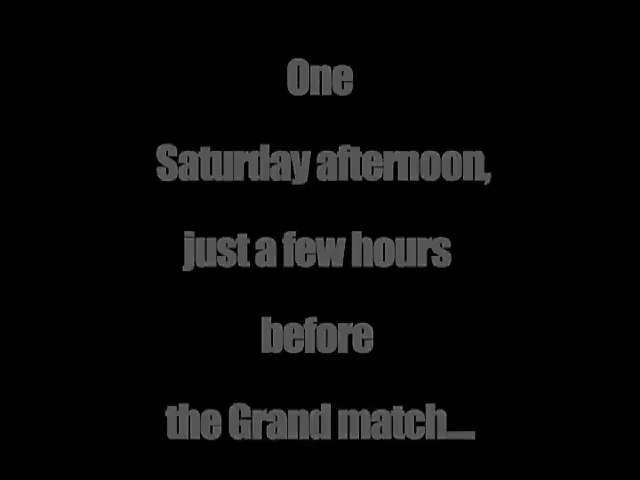 One
Saturday afternoon,
just a few hours
before
the Grand match....